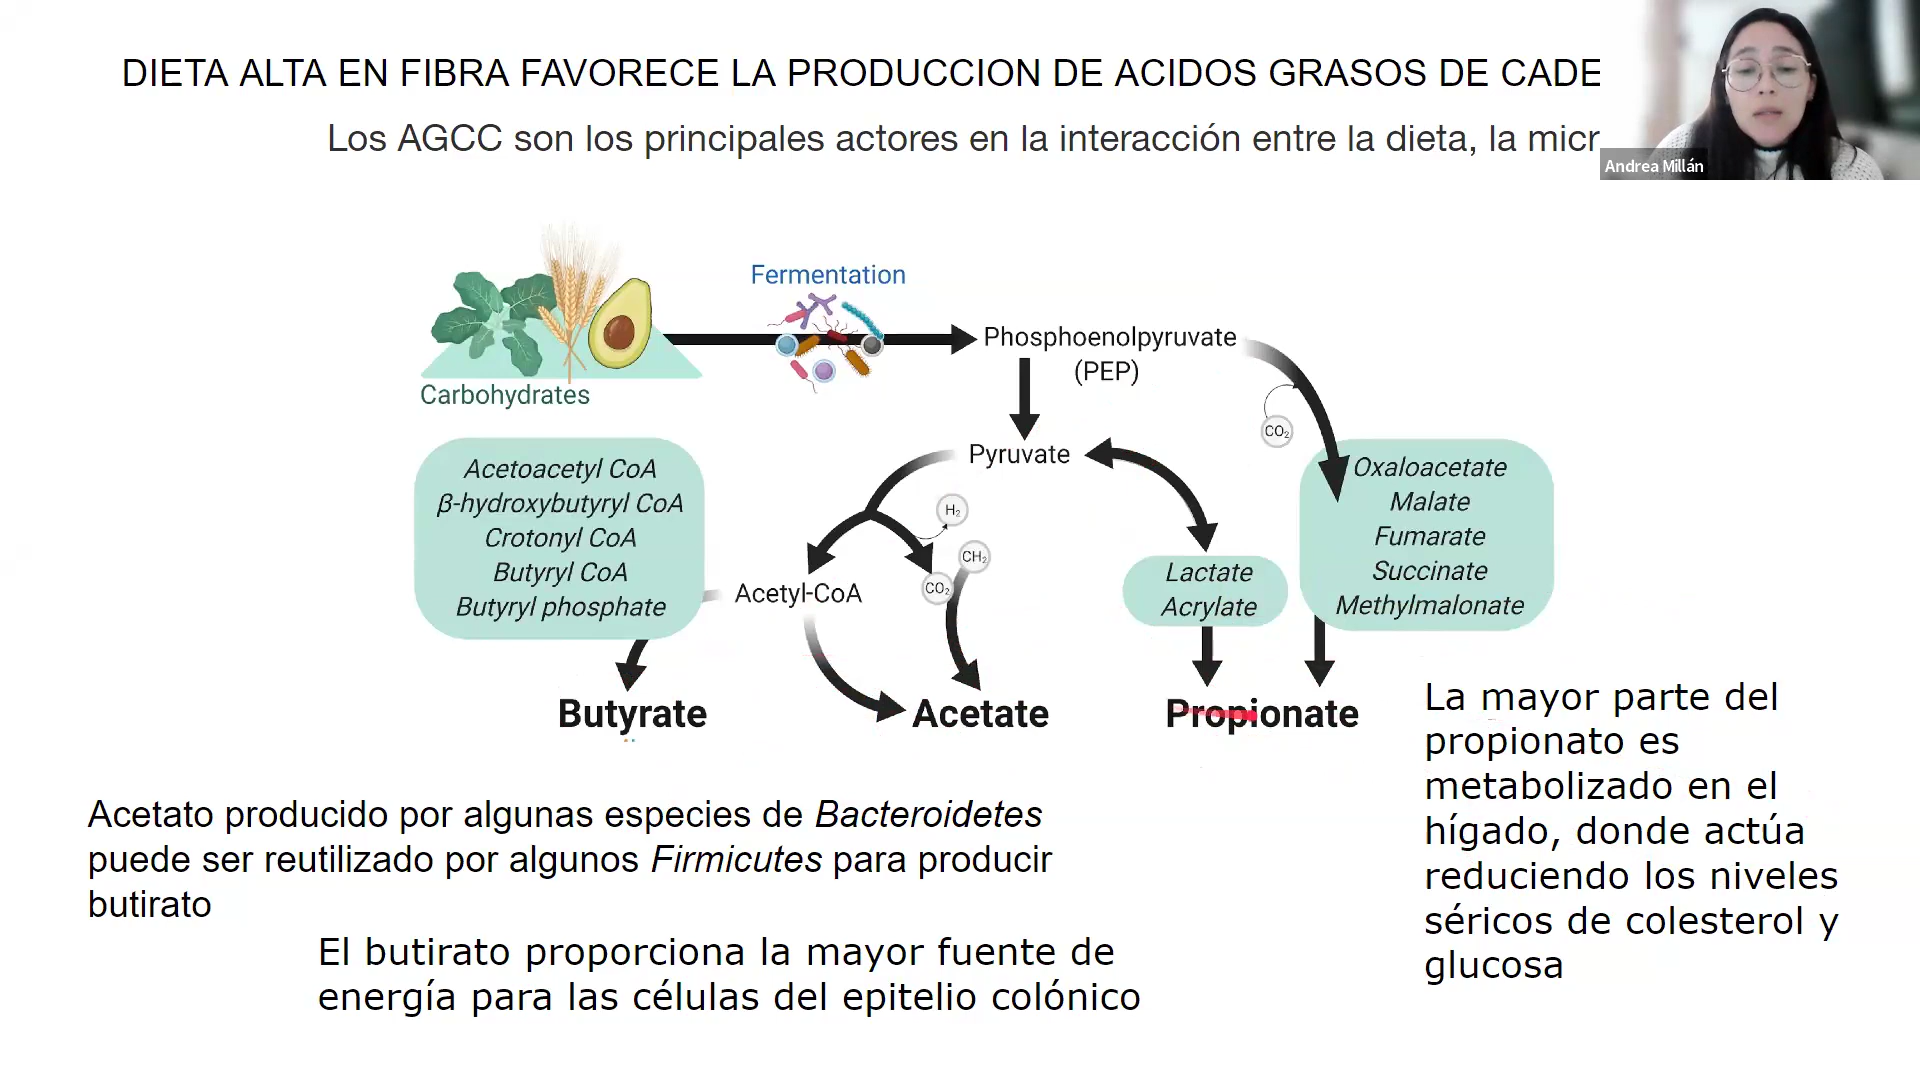 DIETA ALTA EN FIBRA FAVORECE LA PRODUCCION DE ACIDOS GRASOS DE CADE
Los AGCC son los principales actores en la interacción entre la dieta, la micr
Andrea Millán
Fermentation
Carbohydrates
Phosphoenolpyruvate
(PEP)
CO₂
Pyruvate
Acetoacetyl CoA
β-hydroxybutyryl CoA
Crotonyl CoA
Butyryl CoA
Butyryl phosphate
H₂
CH₂
CO₂
Acetyl-CoA
Lactate
Acrylate
Oxaloacetate
Malate
Fumarate
Succinate
Methylmalonate
Butyrate
Acetate
Propionate
La mayor parte del
propionato es
metabolizado en el
hígado, donde actúa
reduciendo los niveles
séricos de colesterol y
glucosa
Acetato producido por algunas especies de Bacteroidetes
puede ser reutilizado por algunos Firmicutes para producir
butirato
El butirato proporciona la mayor fuente de
energía para las células del epitelio colónico